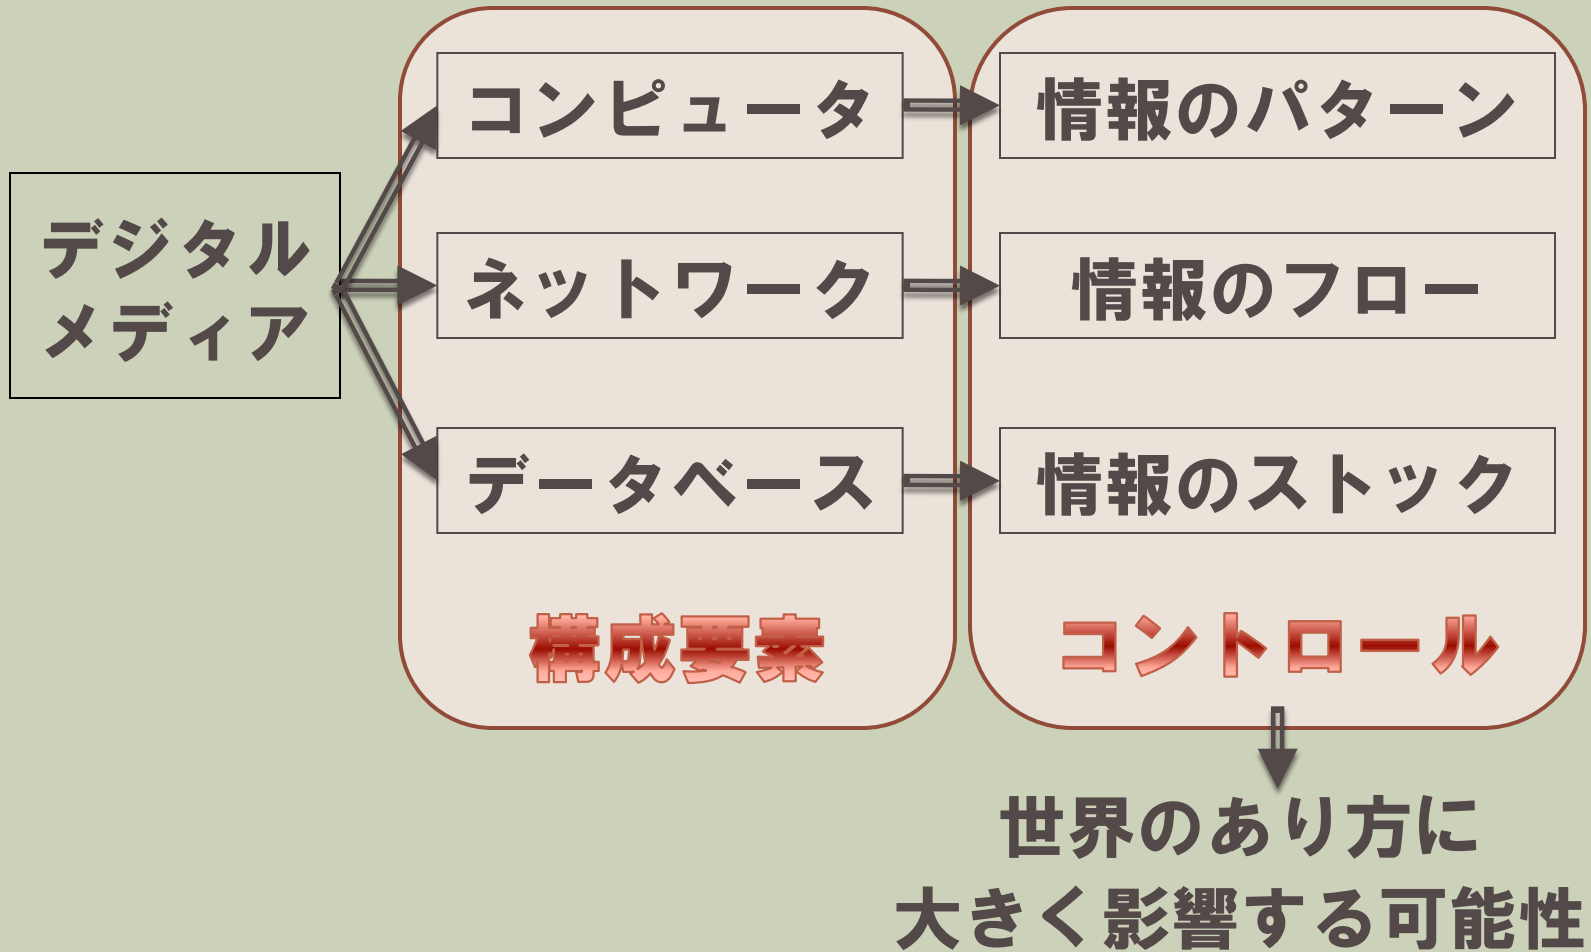 デジタル
メディア
コンピュータ
ネットワーク
データベース
構成要素
情報のパターン
情報のフロー
情報のストック
コントロール
世界のあり方に
大きく影響する可能性